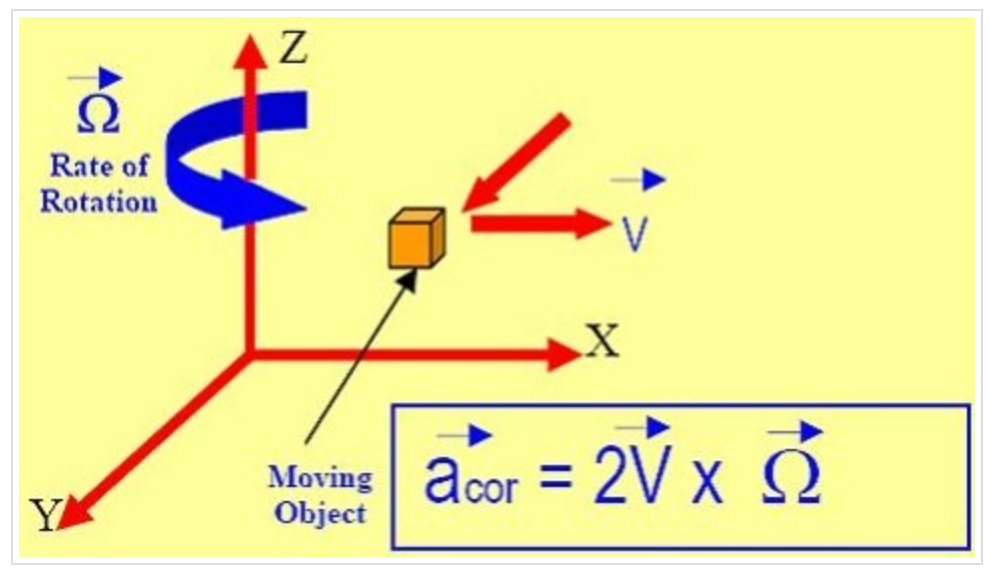 Z
Ω
Rate of
Rotation
V
X
Y
Moving
Object
acor = 2V x Ω